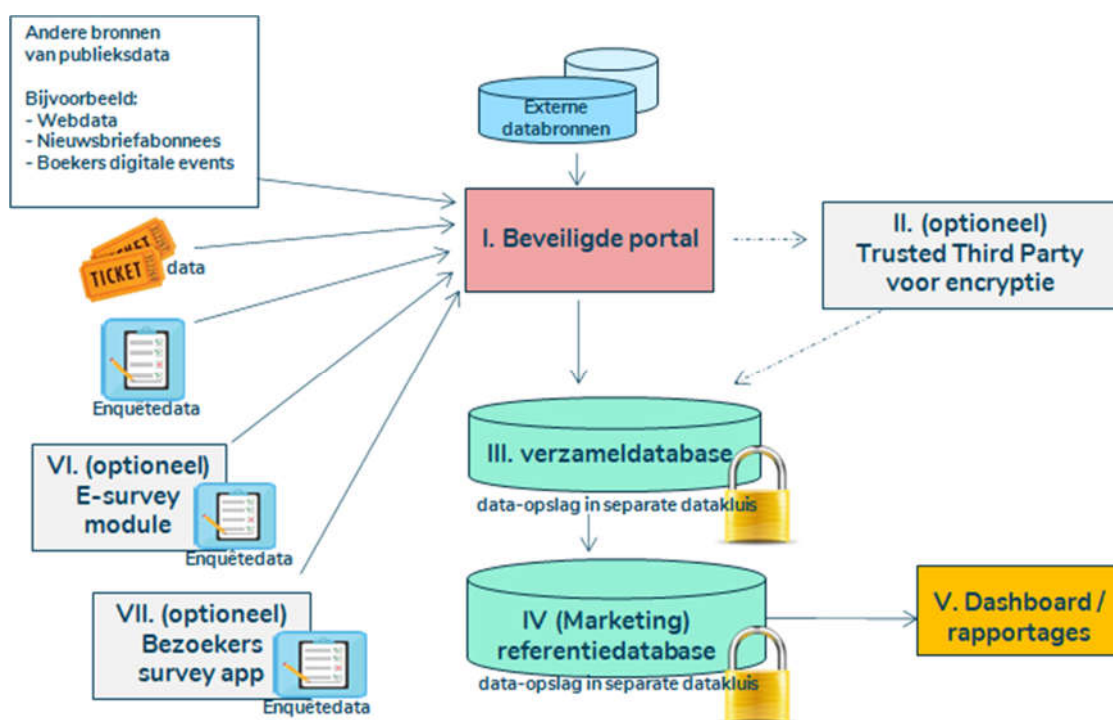 Andere bronnen
van publieksdata
Bijvoorbeeld:
- Webdata
- Nieuwsbriefabonnees
- Boekers digitale events
Externe
databronnen
I. Beveiligde portal
II. (optioneel)
Trusted Third Party
voor encryptie
TICKET
data
Enquêtedata
III. verzameldatabase
data-opslag in separate datakluis
VI. (optioneel)
E-survey
module
Enquêtedata
IV (Marketing)
referentiedatabase
data-opslag in separate datakluis
V. Dashboard /
rapportages
VII. (optioneel)
Bezoekers
survey app
Enquêtedata